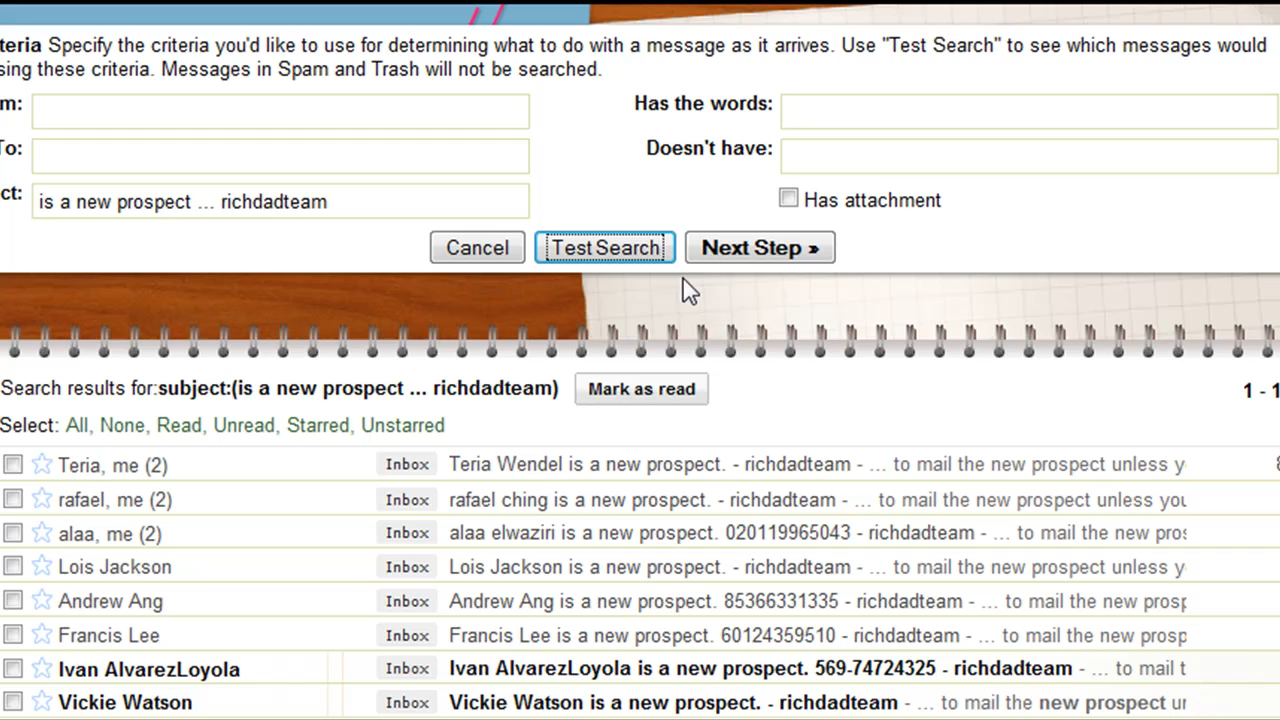 teria Specify the criteria you'd like to use for determining what to do with a message as it arrives. Use "Test Search" to see which messages would
sing these criteria. Messages in Spam and Trash will not be searched.
m:
Has the words:
To:
Doesn't have:
ct: is a new prospect ... richdadteam
Has attachment
Cancel Test Search Next Step »
Search results for:subject:(is a new prospect ... richdadteam) Mark as read 1 - 1
Select: All, None, Read, Unread, Starred, Unstarred
Teria, me (2) Inbox Teria Wendel is a new prospect. - richdadteam - ... to mail the new prospect unless y 8
rafael, me (2) Inbox rafael ching is a new prospect. - richdadteam - ... to mail the new prospect unless you
alaa, me (2) Inbox alaa elwaziri is a new prospect. 020119965043 - richdadteam - ... to mail the new pros
Lois Jackson Inbox Lois Jackson is a new prospect. - richdadteam - ... to mail the new prospect unless y
Andrew Ang Inbox Andrew Ang is a new prospect. 85366331335 - richdadteam - ... to mail the new prosp
Francis Lee Inbox Francis Lee is a new prospect. 60124359510 - richdadteam - ... to mail the new prosp
Ivan AlvarezLoyola Inbox Ivan AlvarezLoyola is a new prospect. 569-74724325 - richdadteam - ... to mail t
Vickie Watson Inbox Vickie Watson is a new prospect. - richdadteam - ... to mail the new prospect un